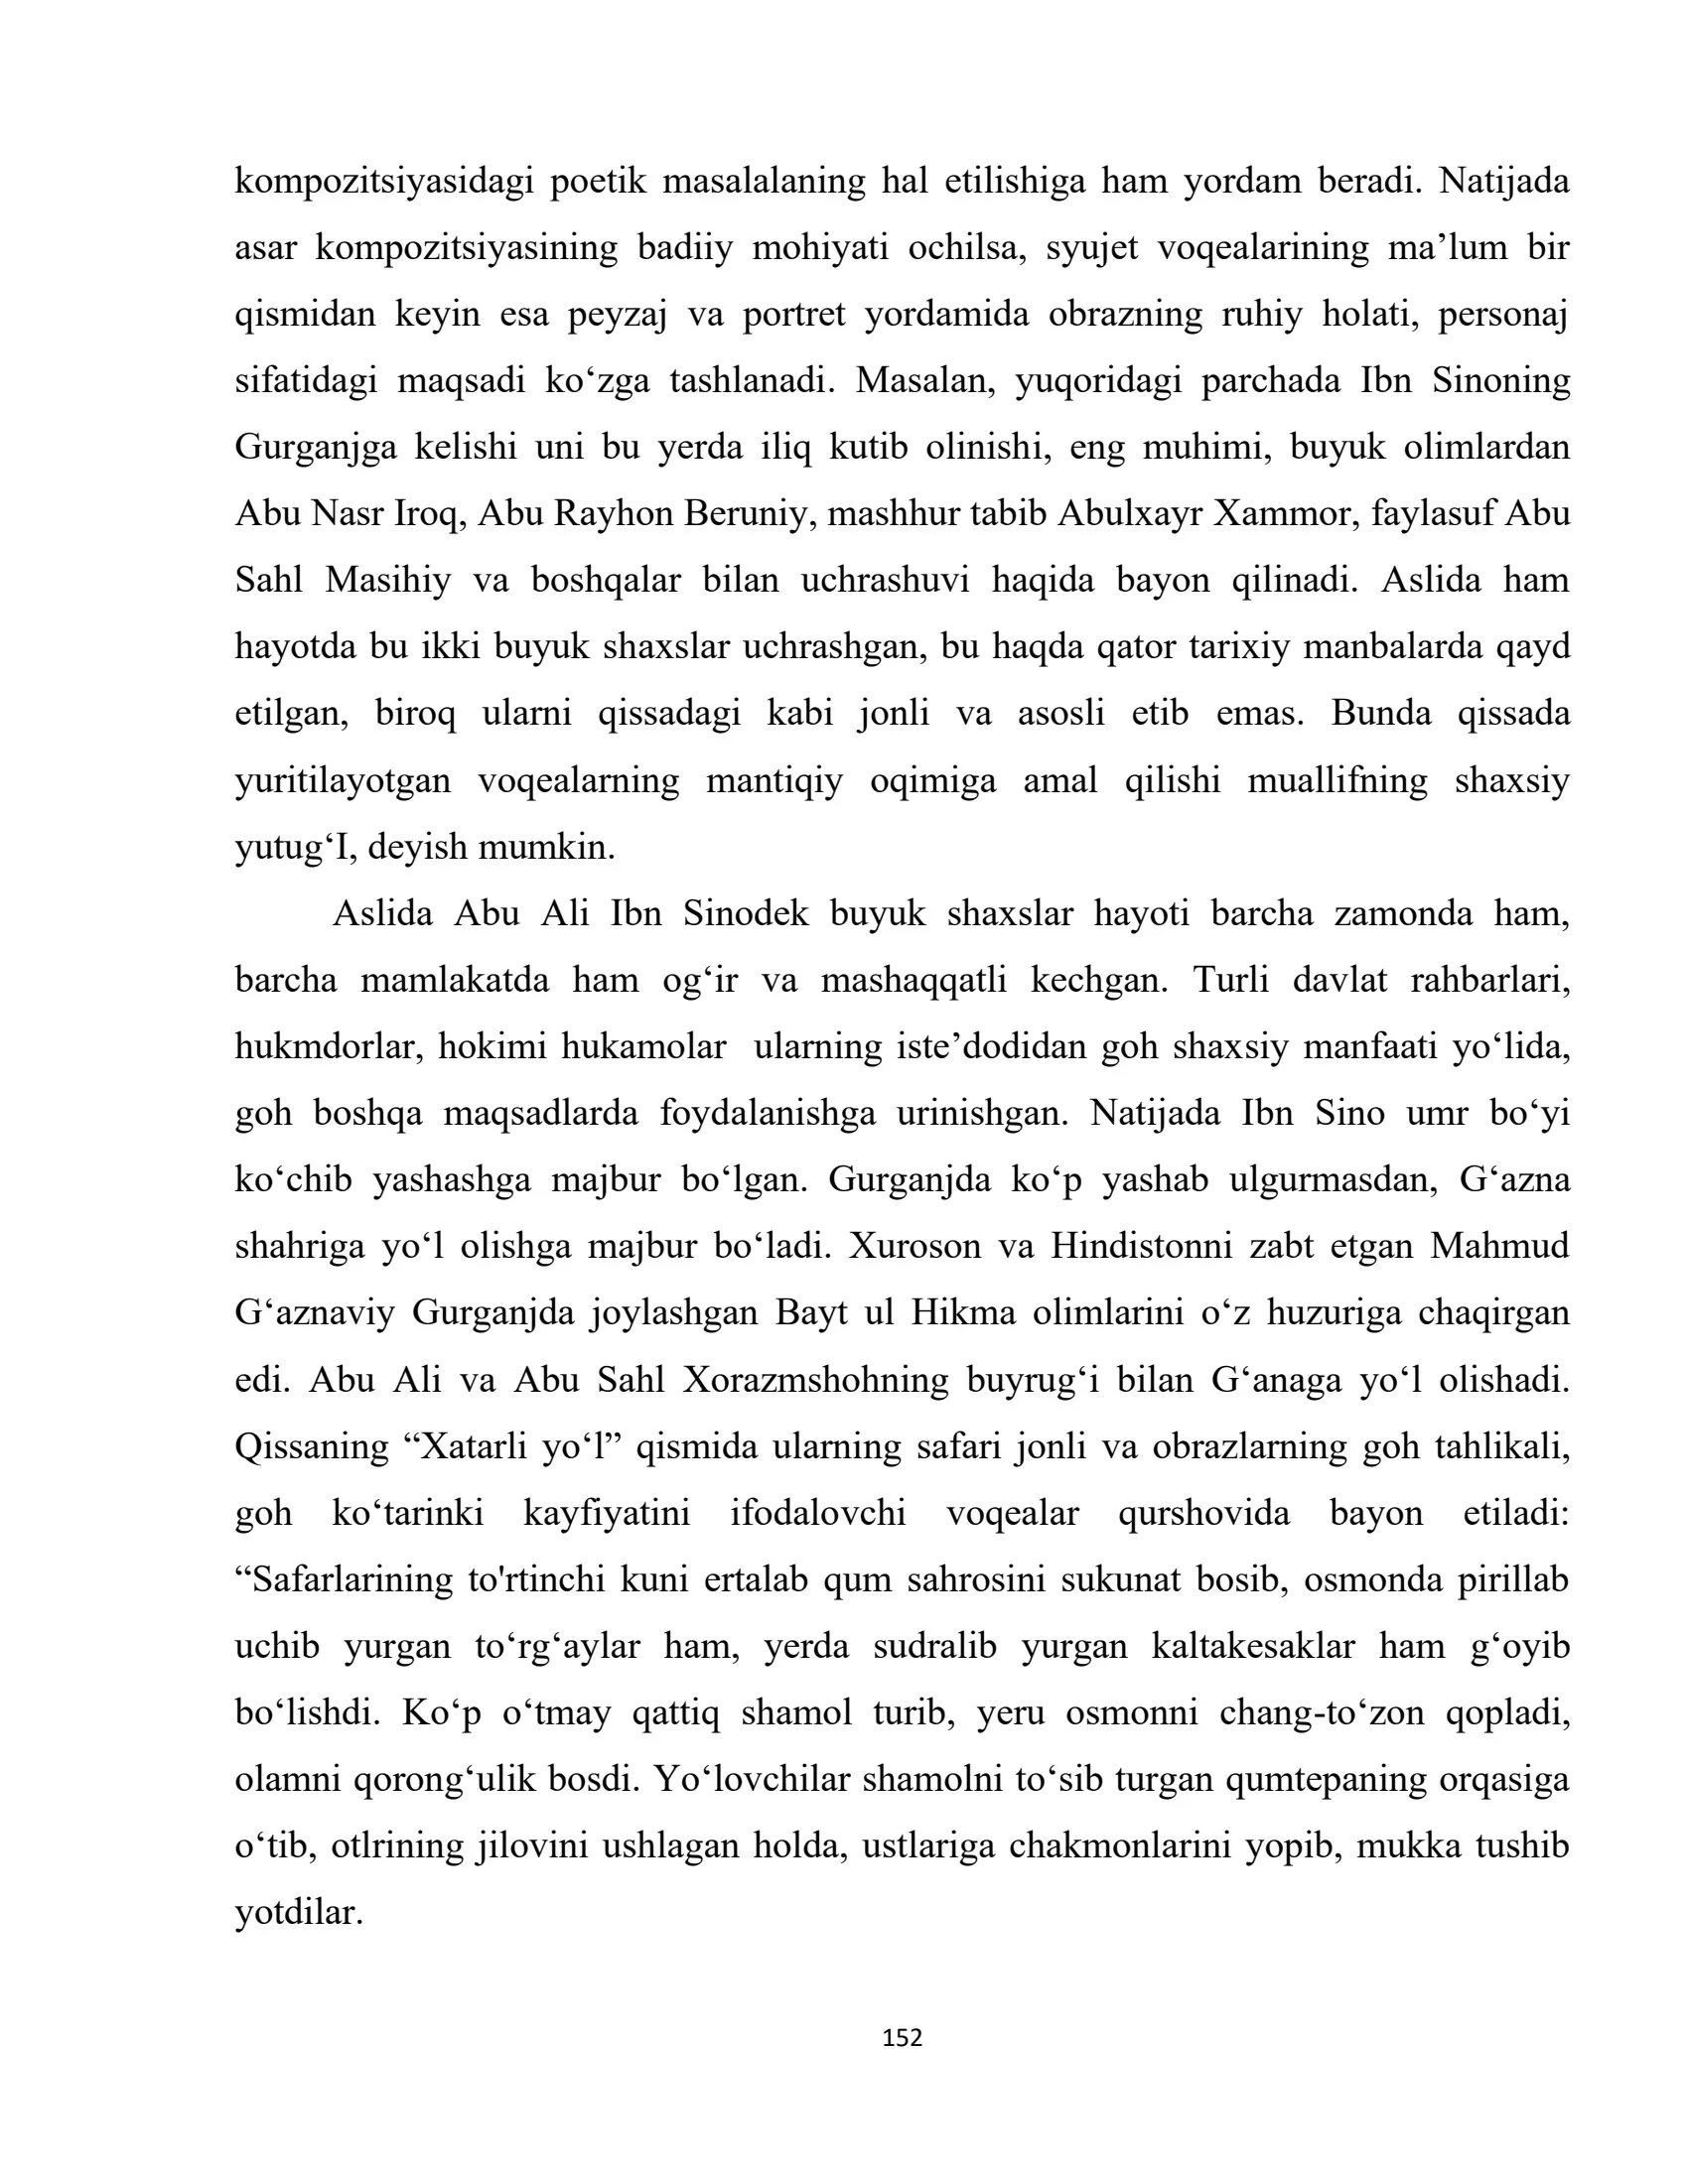 kompozitsiyasidagi poetik masalalaning hal etilishiga ham yordam beradi. Natijada
asar kompozitsiyasining badiiy mohiyati ochilsa, syujet voqealarining ma’lum bir
qismidan keyin esa peyzaj va portret yordamida obrazning ruhiy holati, personaj
sifatidagi maqsadi ko‘zga tashlanadi. Masalan, yuqoridagi parchada Ibn Sinoning
Gurganjga kelishi uni bu yerda iliq kutib olinishi, eng muhimi, buyuk olimlardan
Abu Nasr Iroq, Abu Rayhon Beruniy, mashhur tabib Abulxayr Xammor, faylasuf Abu
Sahl Masihiy va boshqalar bilan uchrashuvi haqida bayon qilinadi. Aslida ham
hayotda bu ikki buyuk shaxslar uchrashgan, bu haqda qator tarixiy manbalarda qayd
etilgan, biroq ularni qissadagi kabi jonli va asosli etib emas. Bunda qissada
yuritilayotgan voqealarning mantiqiy oqimiga amal qilishi muallifning shaxsiy
yutug‘I, deyish mumkin.
Aslida Abu Ali Ibn Sinodek buyuk shaxslar hayoti barcha zamonda ham,
barcha mamlakatda ham og‘ir va mashaqqatli kechgan. Turli davlat rahbarlari,
hukmdorlar, hokimi hukamolar  ularning iste’dodidan goh shaxsiy manfaati yo‘lida,
goh boshqa maqsadlarda foydalanishga urinishgan. Natijada Ibn Sino umr bo‘yi
ko‘chib yashashga majbur bo‘lgan. Gurganjda ko‘p yashab ulgurmasdan, G‘azna
shahriga yo‘l olishga majbur bo‘ladi. Xuroson va Hindistonni zabt etgan Mahmud
G‘aznaviy Gurganjda joylashgan Bayt ul Hikma olimlarini o‘z huzuriga chaqirgan
edi. Abu Ali va Abu Sahl Xorazmshohning buyrug‘i bilan G‘anaga yo‘l olishadi.
Qissaning “Xatarli yo‘l” qismida ularning safari jonli va obrazlarning goh tahlikali,
goh ko‘tarinki kayfiyatini ifodalovchi voqealar qurshovida bayon etiladi:
“Safarlarining to'rtinchi kuni ertalab qum sahrosini sukunat bosib, osmonda pirillab
uchib yurgan to‘rg‘aylar ham, yerda sudralib yurgan kaltakesaklar ham g‘oyib
bo‘lishdi. Ko‘p o‘tmay qattiq shamol turib, yeru osmonni chang-to‘zon qopladi,
olamni qorong‘ulik bosdi. Yo‘lovchilar shamolni to‘sib turgan qumtepaning orqasiga
o‘tib, otlrining jilovini ushlagan holda, ustlariga chakmonlarini yopib, mukka tushib
yotdilar.
152